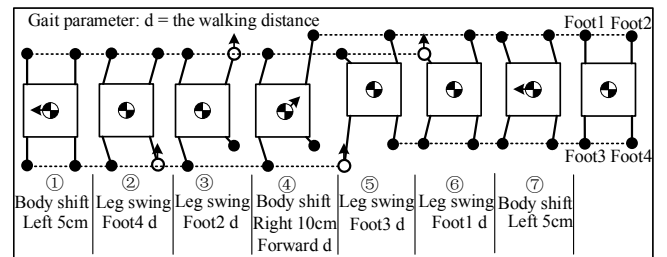 Gait parameter: d = the walking distance
Foot1 Foot2
Foot3 Foot4
① ② ③ ④ ⑤ ⑥ ⑦
Body shift Leg swing Leg swing Body shift Leg swing Leg swing Body shift
Left 5cm Foot4 d Foot2 d Right 10cm Foot3 d Foot1 d Left 5cm
Forward d